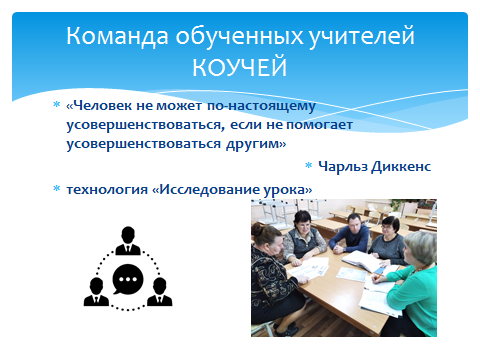 Команда обученных учителей
КОУЧЕЙ
«Человек не может по-настоящему
усовершенствоваться, если не помогает
усовершенствоваться другим»
Чарльз Диккенс
технология «Исследование урока»